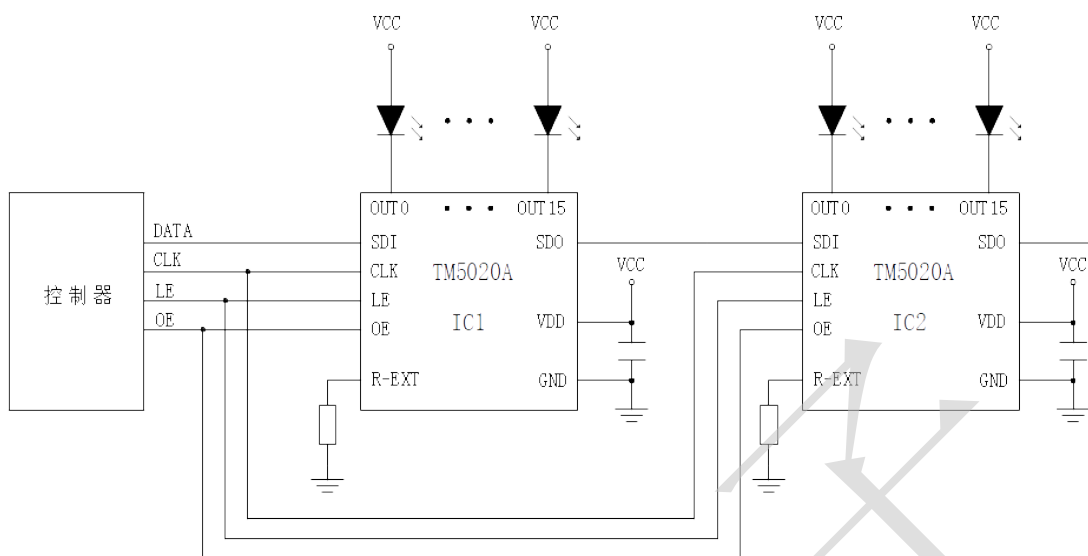 VCC VCC VCC VCC
OUT0 OUT15 OUT0 OUT15
DATA SDI SDO SDI SDO
CLK CLK TM5020A VCC CLK TM5020A VCC
控制器 LE LE LE
OE OE IC1 VDD OE IC2 VDD
R-EXT GND R-EXT GND